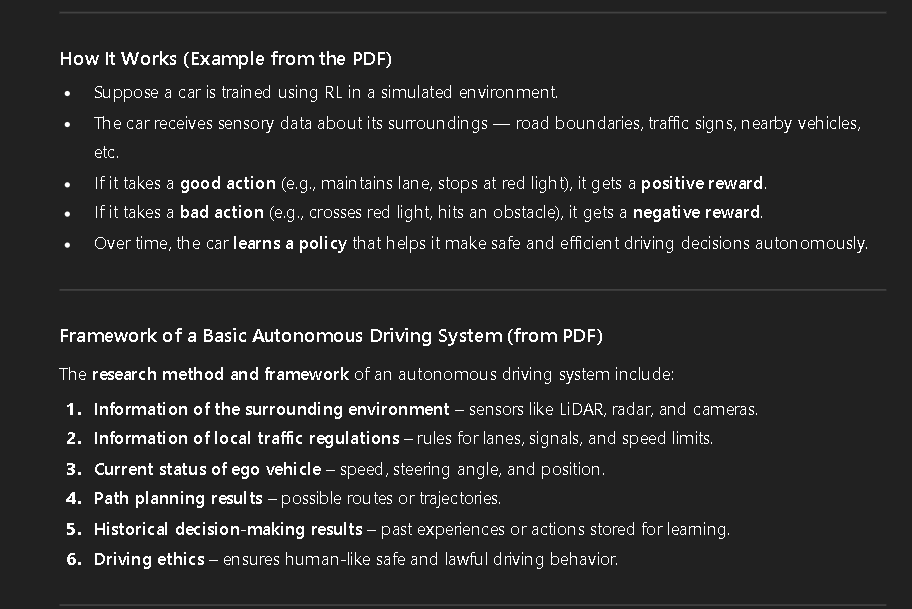 How It Works (Example from the PDF)
• Suppose a car is trained using RL in a simulated environment.
• The car receives sensory data about its surroundings — road boundaries, traffic signs, nearby vehicles,
etc.
• If it takes a good action (e.g., maintains lane, stops at red light), it gets a positive reward.
• If it takes a bad action (e.g., crosses red light, hits an obstacle), it gets a negative reward.
• Over time, the car learns a policy that helps it make safe and efficient driving decisions autonomously.
Framework of a Basic Autonomous Driving System (from PDF)
The research method and framework of an autonomous driving system include:
1. Information of the surrounding environment – sensors like LiDAR, radar, and cameras.
2. Information of local traffic regulations – rules for lanes, signals, and speed limits.
3. Current status of ego vehicle – speed, steering angle, and position.
4. Path planning results – possible routes or trajectories.
5. Historical decision-making results – past experiences or actions stored for learning.
6. Driving ethics – ensures human-like safe and lawful driving behavior.